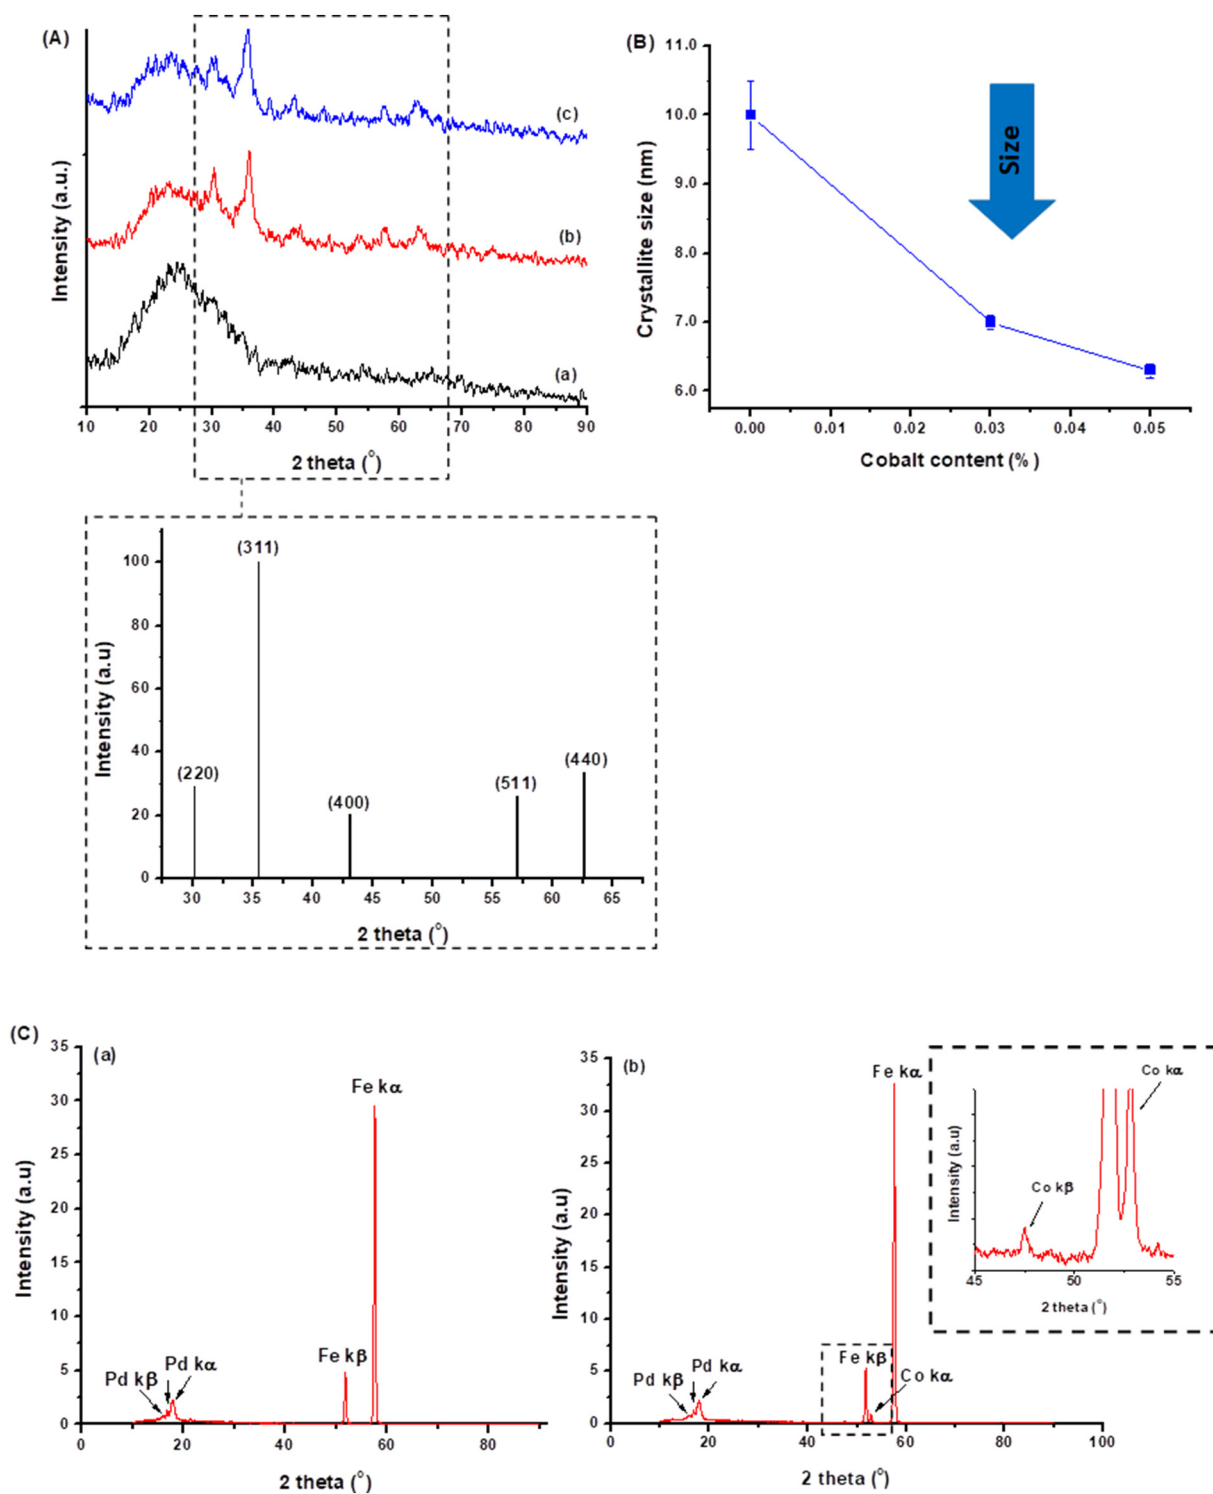 (A)
Intensity (a.u.)
(c)
(b)
(a)
10 20 30 40 50 60 70 80 90
2 theta (°)
(B)
Crystallite size (nm)
11.0
10.0
9.0
8.0
7.0
6.0
Size
0.00 0.01 0.02 0.03 0.04 0.05
Cobalt content (%)
Intensity (a.u)
100
80
60
40
20
0
(220)
(311)
(400)
(511)
(440)
30 35 40 45 50 55 60 65
2 theta (°)
(C)
(a)
Intensity (a.u)
35
30
25
20
15
10
5
0
Fe kα
Fe kβ
Pd kβ
Pd kα
0 20 40 60 80
2 theta (°)
(b)
Intensity (a.u)
35
30
25
20
15
10
5
0
Fe kα
Fe kβ
Co kα
Pd kβ
Pd kα
0 20 40 60 80 100
2 theta (°)
Intensity (a.u)
Co kα
Co kβ
45 50 55
2 theta (°)